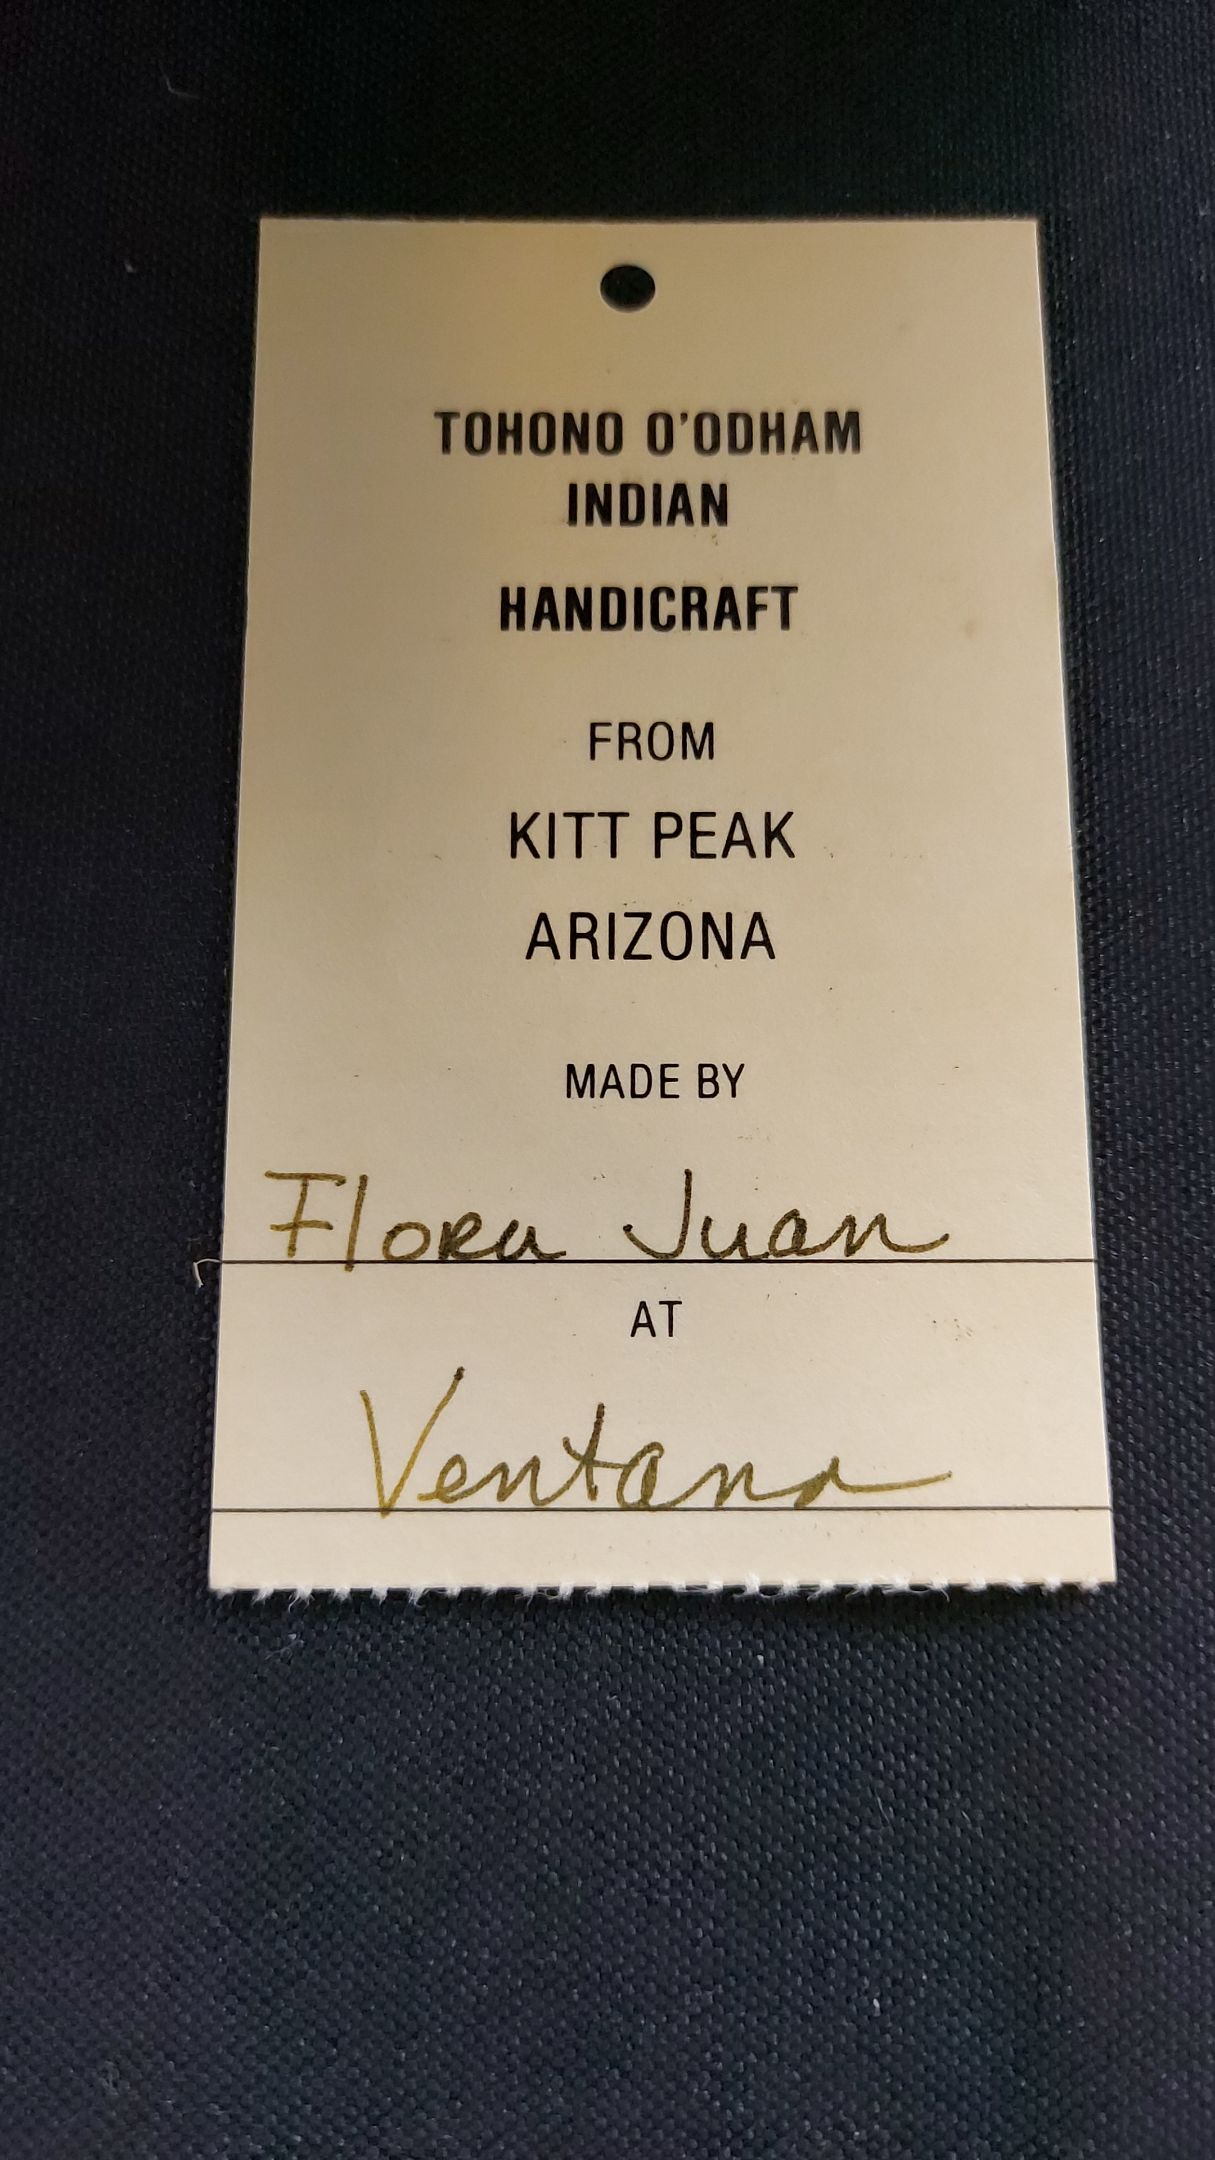 TOHONO O'ODHAM
INDIAN
HANDICRAFT
FROM
KITT PEAK
ARIZONA
MADE BY
Flora Juan
AT
Ventana